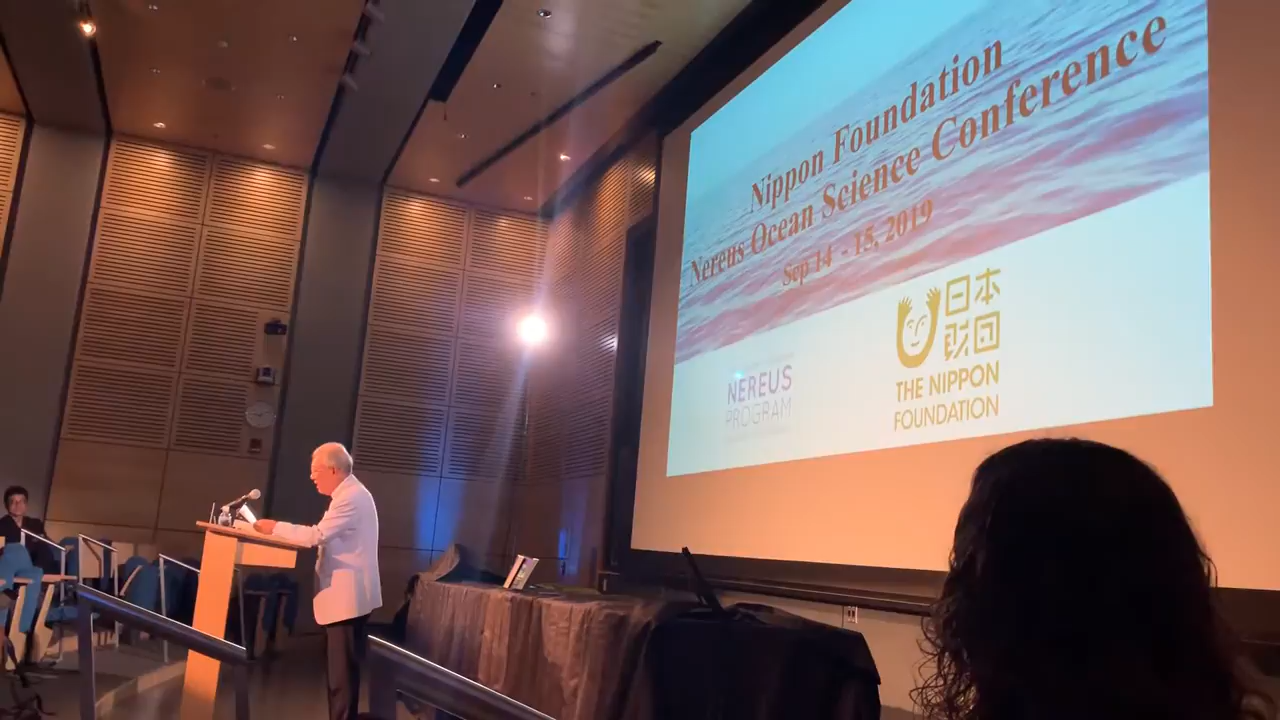 Nippon Foundation
Nereus Ocean Science Conference
Sep 14 - 15, 2019
NEREUS
PROGRAM
日本
財団
THE NIPPON
FOUNDATION